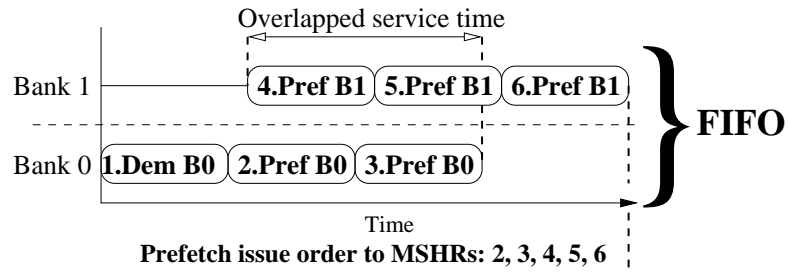 Overlapped service time
Bank 1 4.Pref B1 5.Pref B1 6.Pref B1
FIFO
Bank 0 1.Dem B0 2.Pref B0 3.Pref B0
Time
Prefetch issue order to MSHRs: 2, 3, 4, 5, 6